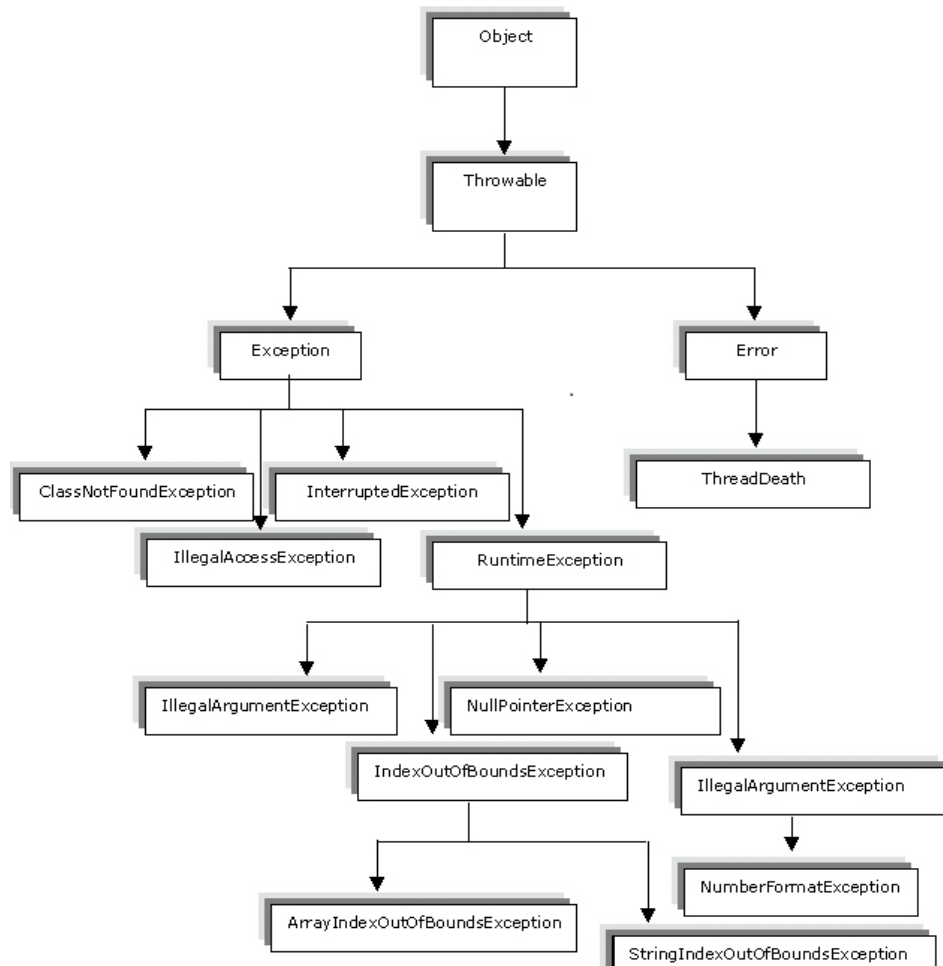 Object
Throwable
Exception
Error
ClassNotFoundException
InterruptedException
ThreadDeath
IllegalAccessException
RuntimeException
IllegalArgumentException
NullPointerException
IndexOutOfBoundsException
IllegalArgumentException
NumberFormatException
ArrayIndexOutOfBoundsException
StringIndexOutOfBoundsException